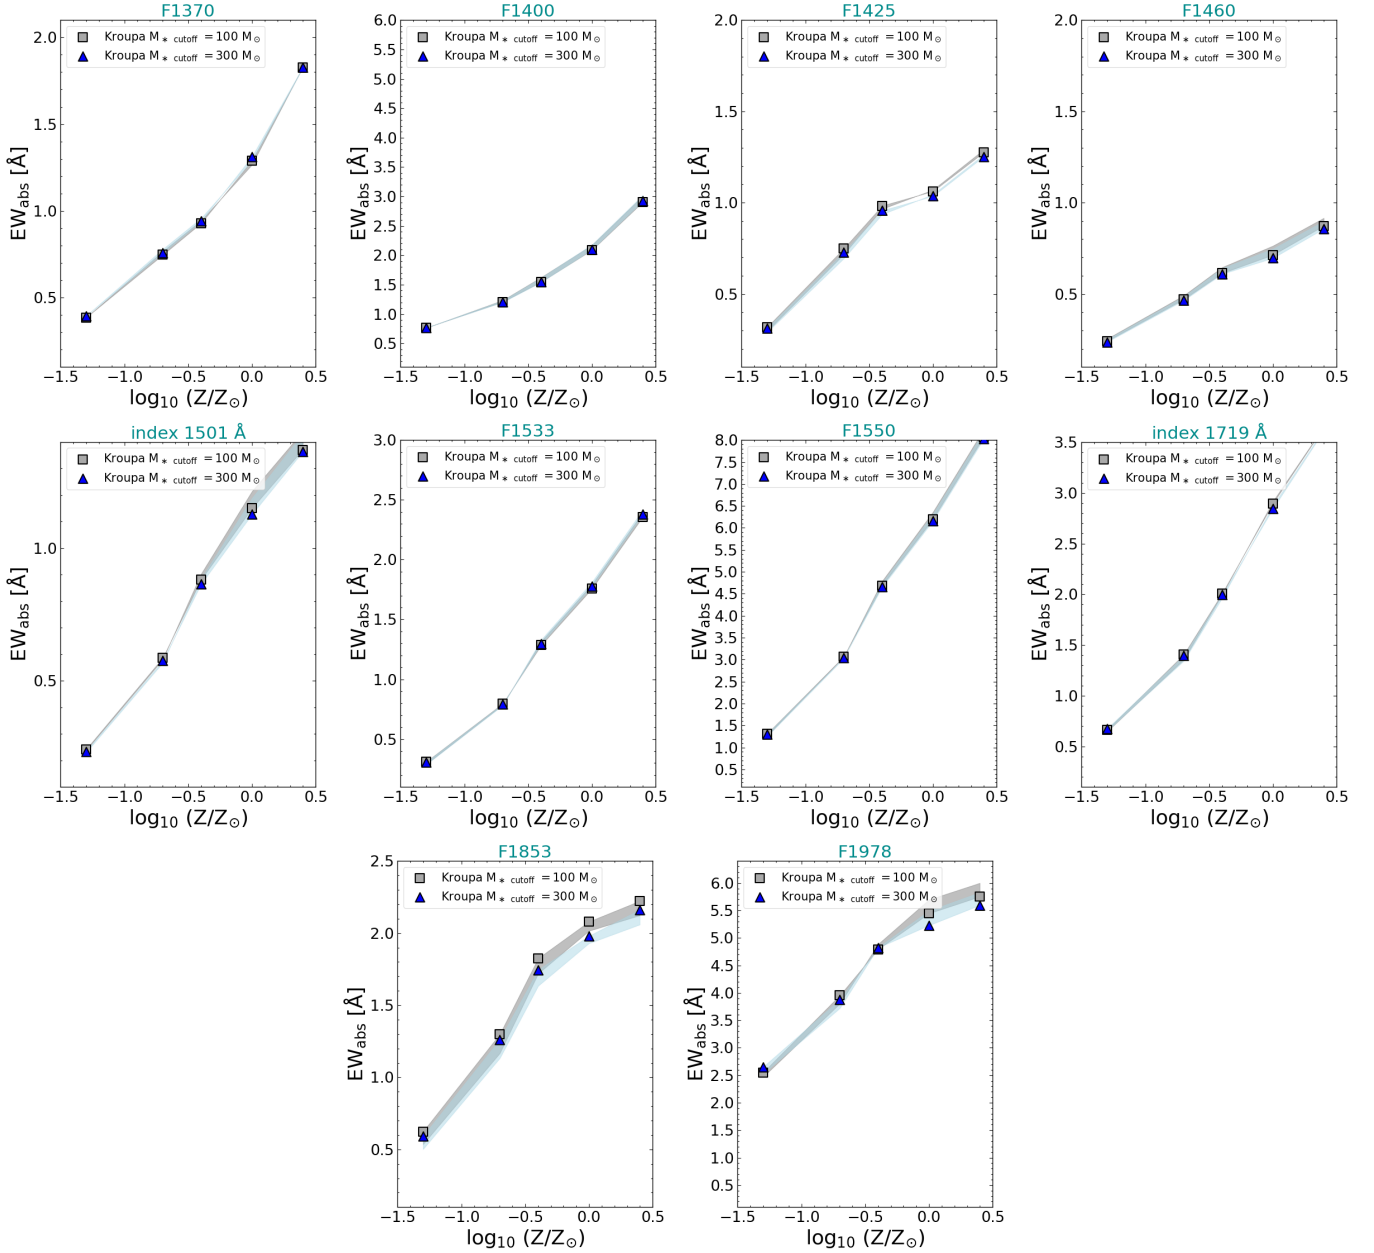 F1370
Kroupa M∗ cutoff = 100 M⊙
Kroupa M∗ cutoff = 300 M⊙
2.0
1.5
1.0
0.5
EWabs [Å]
−1.5 −1.0 −0.5 0.0 0.5
log10 (Z/Z⊙)
F1400
Kroupa M∗ cutoff = 100 M⊙
Kroupa M∗ cutoff = 300 M⊙
6.0
5.5
5.0
4.5
4.0
3.5
3.0
2.5
2.0
1.5
1.0
0.5
EWabs [Å]
−1.5 −1.0 −0.5 0.0 0.5
log10 (Z/Z⊙)
F1425
Kroupa M∗ cutoff = 100 M⊙
Kroupa M∗ cutoff = 300 M⊙
2.0
1.5
1.0
0.5
EWabs [Å]
−1.5 −1.0 −0.5 0.0 0.5
log10 (Z/Z⊙)
F1460
Kroupa M∗ cutoff = 100 M⊙
Kroupa M∗ cutoff = 300 M⊙
2.0
1.5
1.0
0.5
EWabs [Å]
−1.5 −1.0 −0.5 0.0 0.5
log10 (Z/Z⊙)
index 1501 Å
Kroupa M∗ cutoff = 100 M⊙
Kroupa M∗ cutoff = 300 M⊙
1.0
0.5
EWabs [Å]
−1.5 −1.0 −0.5 0.0 0.5
log10 (Z/Z⊙)
F1533
Kroupa M∗ cutoff = 100 M⊙
Kroupa M∗ cutoff = 300 M⊙
3.0
2.5
2.0
1.5
1.0
0.5
EWabs [Å]
−1.5 −1.0 −0.5 0.0 0.5
log10 (Z/Z⊙)
F1550
Kroupa M∗ cutoff = 100 M⊙
Kroupa M∗ cutoff = 300 M⊙
8.0
7.5
7.0
6.5
6.0
5.5
5.0
4.5
4.0
3.5
3.0
2.5
2.0
1.5
1.0
0.5
EWabs [Å]
−1.5 −1.0 −0.5 0.0 0.5
log10 (Z/Z⊙)
index 1719 Å
Kroupa M∗ cutoff = 100 M⊙
Kroupa M∗ cutoff = 300 M⊙
3.5
3.0
2.5
2.0
1.5
1.0
0.5
EWabs [Å]
−1.5 −1.0 −0.5 0.0 0.5
log10 (Z/Z⊙)
F1853
Kroupa M∗ cutoff = 100 M⊙
Kroupa M∗ cutoff = 300 M⊙
2.5
2.0
1.5
1.0
0.5
EWabs [Å]
−1.5 −1.0 −0.5 0.0 0.5
log10 (Z/Z⊙)
F1978
Kroupa M∗ cutoff = 100 M⊙
Kroupa M∗ cutoff = 300 M⊙
6.0
5.5
5.0
4.5
4.0
3.5
3.0
2.5
2.0
1.5
1.0
0.5
EWabs [Å]
−1.5 −1.0 −0.5 0.0 0.5
log10 (Z/Z⊙)